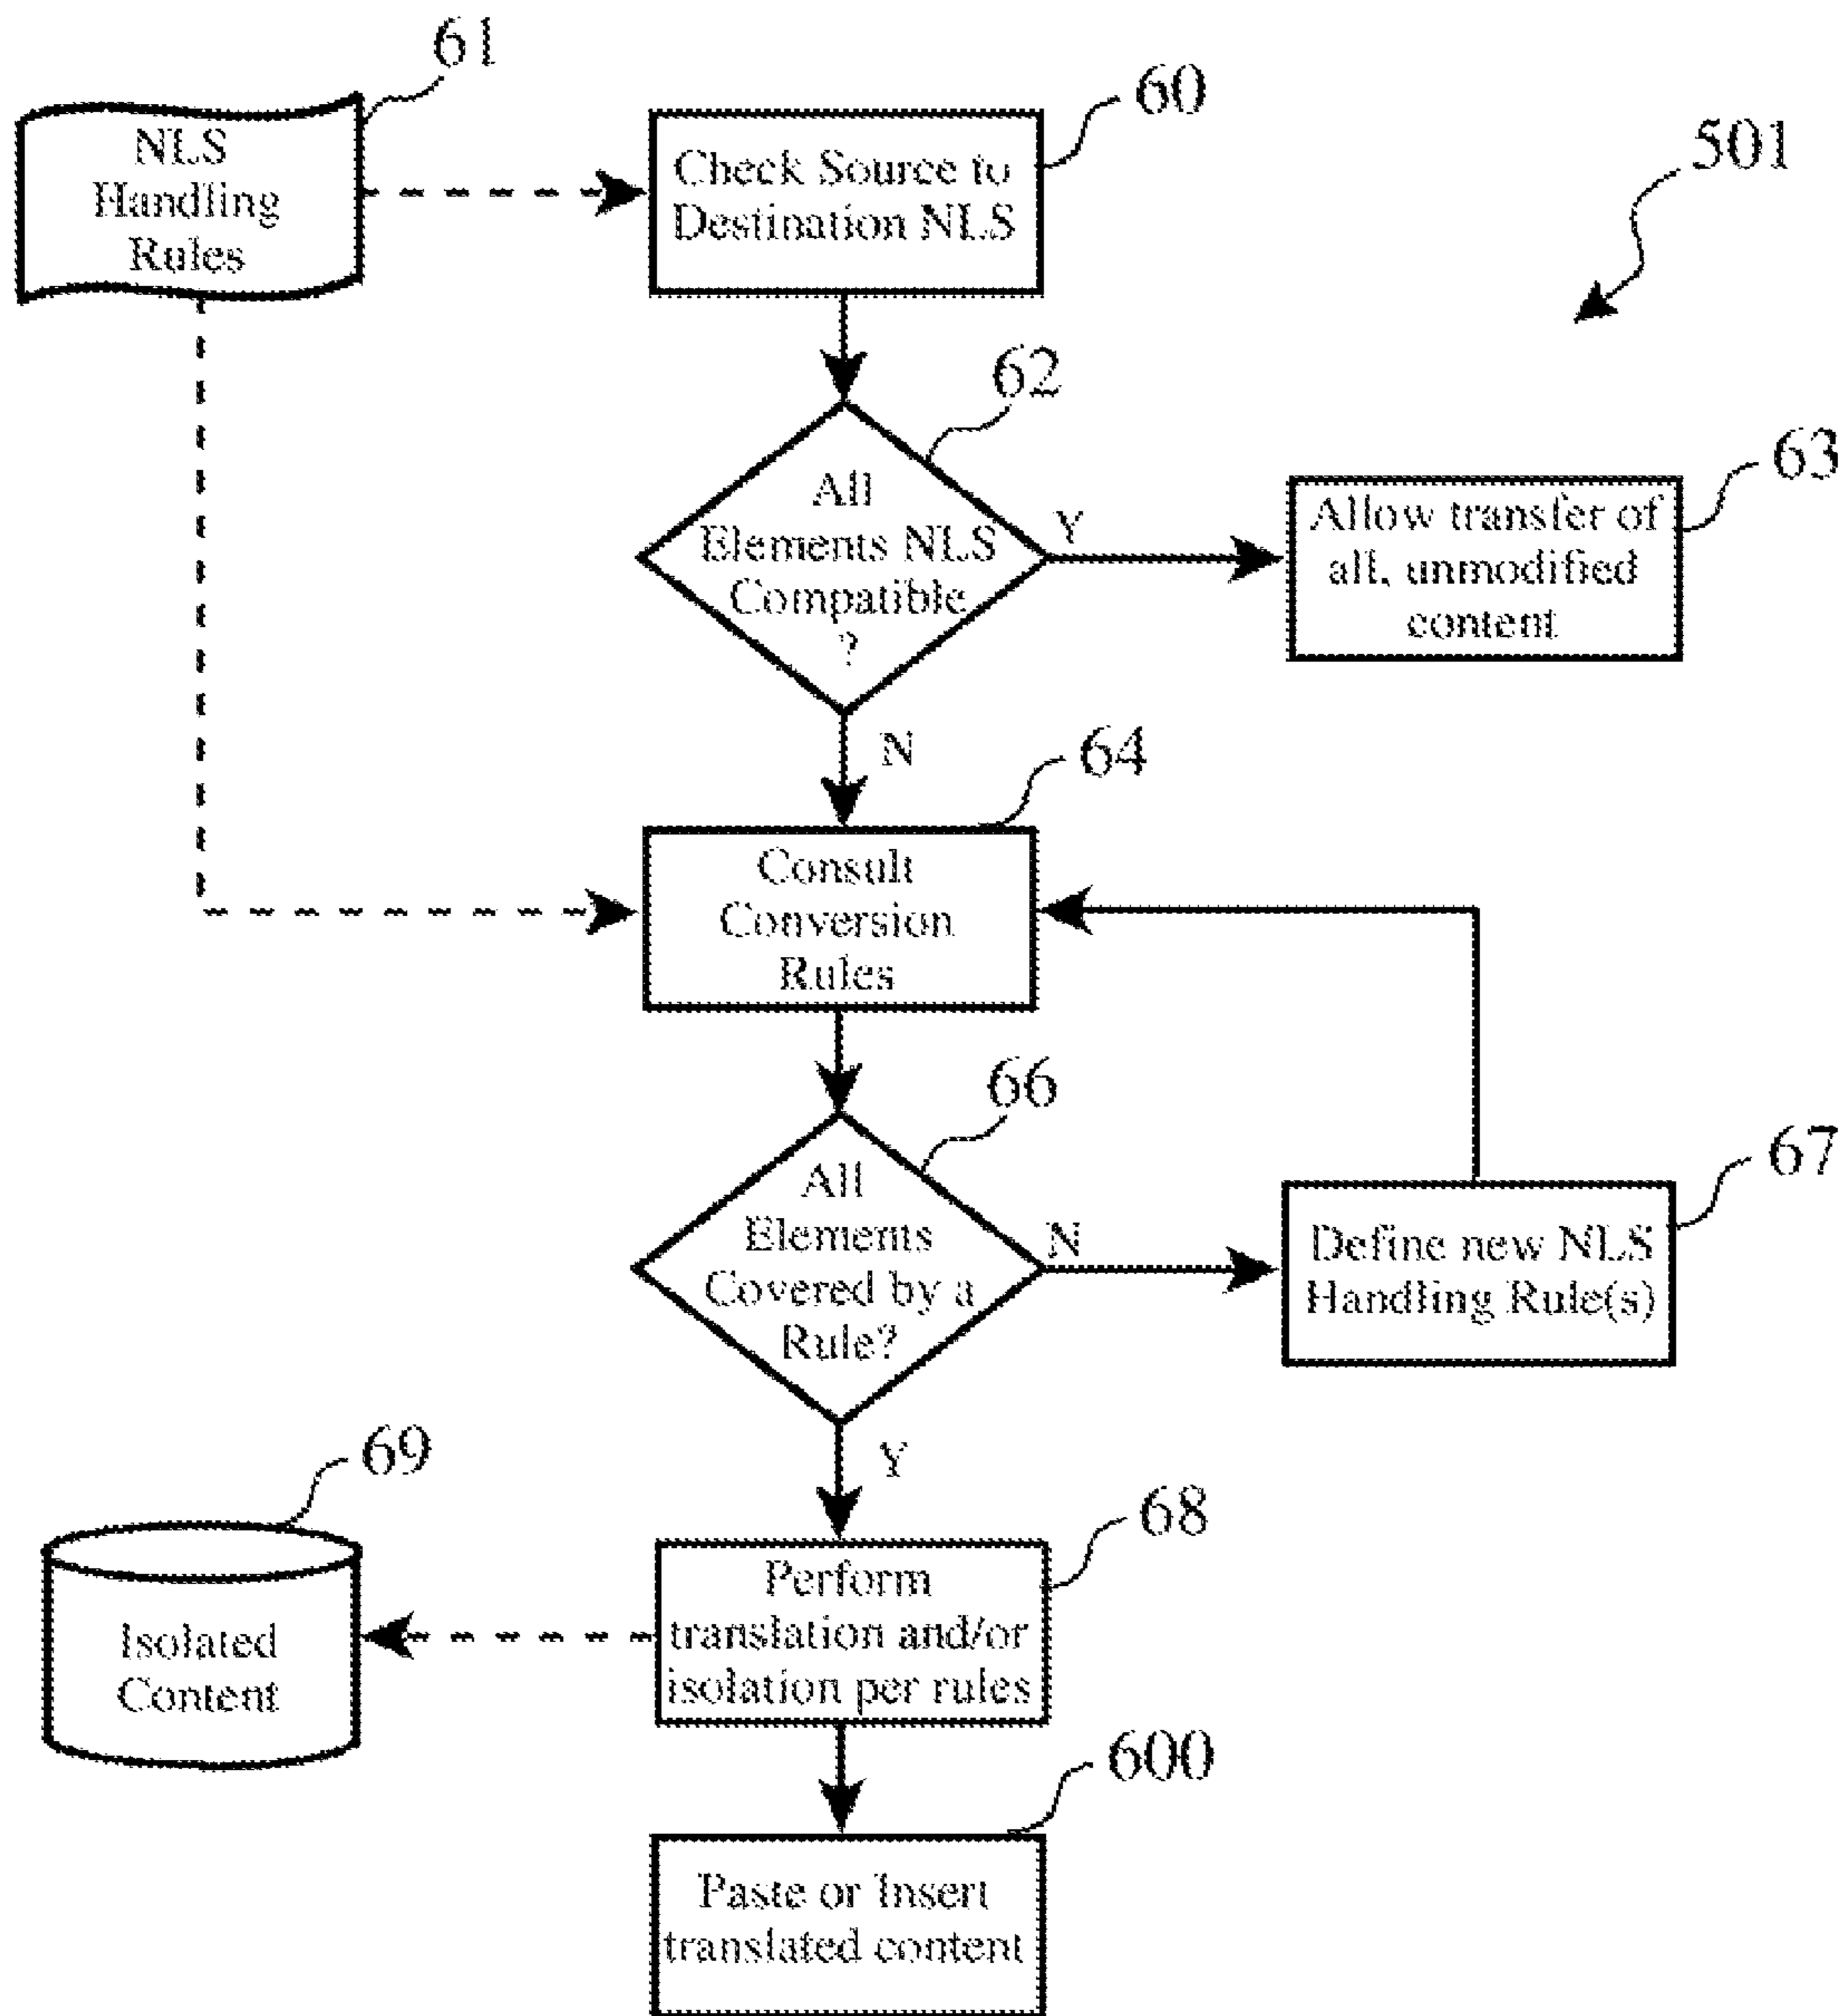 61
NLS
Handling
Rules
60
Check Source to
Destination NLS
501
62
All
Elements NLS
Compatible
?
Y
63
Allow transfer of
all, unmodified
content
N
64
Consult
Conversion
Rules
66
All
Elements
Covered by a
Rule?
N
67
Define new NLS
Handling Rule(s)
Y
69
Isolated
Content
68
Perform
translation and/or
isolation per rules
600
Paste or Insert
translated content